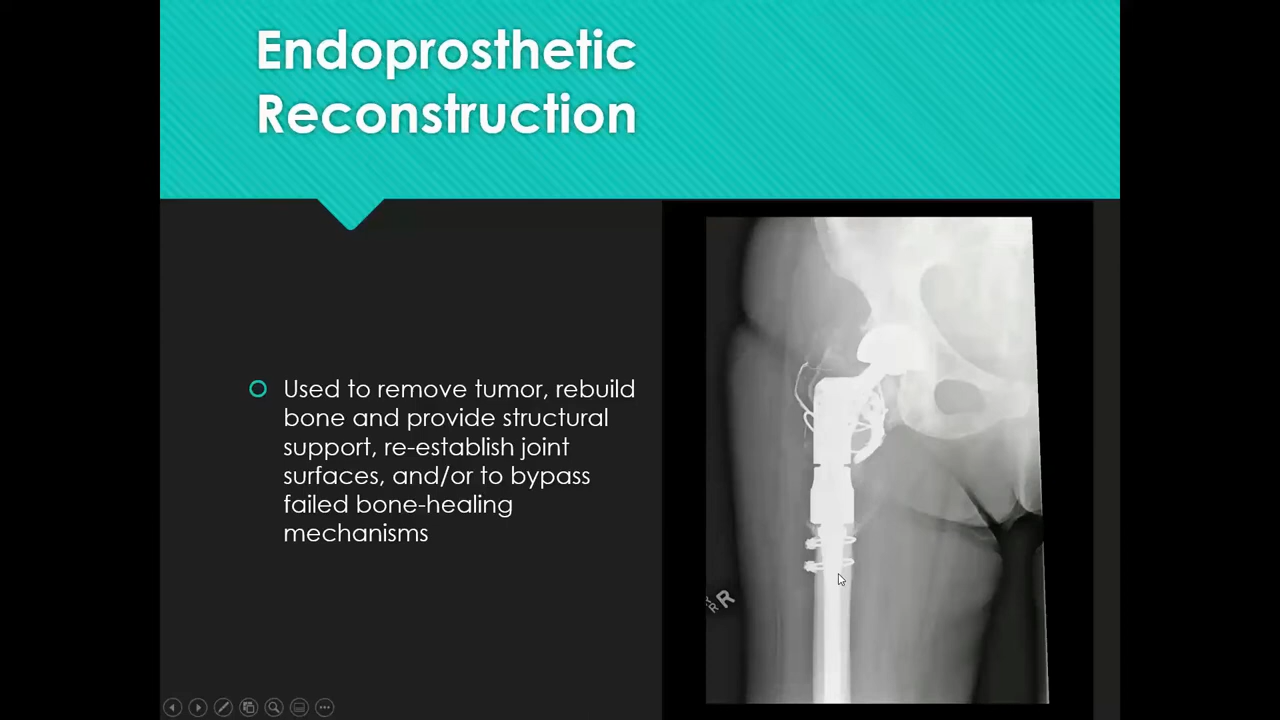 Endoprosthetic
Reconstruction
Used to remove tumor, rebuild
bone and provide structural
support, re-establish joint
surfaces, and/or to bypass
failed bone-healing
mechanisms
R
R